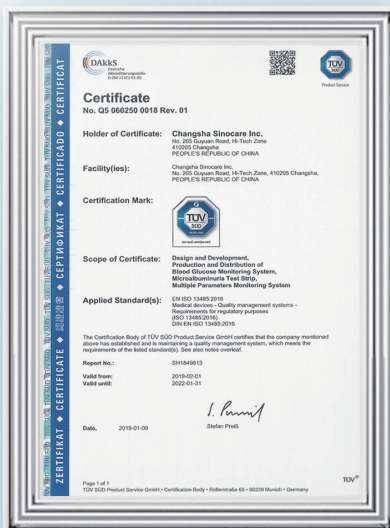 DAkkS
Deutsche
Akkreditierungsstelle
D-ZM-11321-01-00
TÜV
SÜD
Product Service
Certificate
No. Q5 060250 0018 Rev. 01
Holder of Certificate: Changsha Sinocare Inc.
No. 265 Guyuan Road, Hi-Tech Zone
410205 Changsha
PEOPLE'S REPUBLIC OF CHINA
Facility(ies): Changsha Sinocare Inc.
No. 265 Guyuan Road, Hi-Tech Zone, 410205 Changsha,
PEOPLE'S REPUBLIC OF CHINA
Certification Mark:
TÜV
SÜD
Scope of Certificate: Design and Development,
Production and Distribution of
Blood Glucose Monitoring System,
Microalbuminuria Test Strip,
Multiple Parameters Monitoring System
Applied Standard(s): EN ISO 13485:2016
Medical devices - Quality management systems -
Requirements for regulatory purposes
(ISO 13485:2016)
DIN EN ISO 13485:2016
The Certification Body of TÜV SÜD Product Service GmbH certifies that the company mentioned
above has established and is maintaining a quality management system, which meets the
requirements of the listed standard(s). See also notes overleaf.
Report No.: SH1849613
Valid from: 2019-02-01
Valid until: 2022-01-31
Date, 2019-01-09
Stefan Preiß
Page 1 of 1
TÜV SÜD Product Service GmbH • Certification Body • Ridlerstraße 65 • 80339 Munich • Germany
TÜV®
ZERTIFIKAT ◆ CERTIFICATE ◆ 認證證書 ◆ СЕРТИФИКАТ ◆ CERTIFICADO ◆ CERTIFICAT